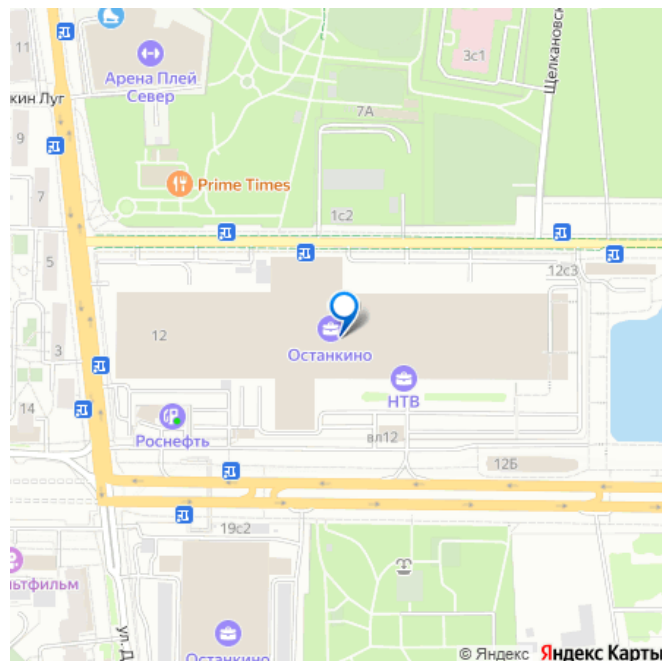 11
Арена Плей
Север
3с1
Щелкановск
кин Луг
7А
9
Prime Times
7
1с2
5
12с3
12
Останкино
3
НТВ
14
Роснефть
вл12
12Б
19с2
льтфильм
ул. Д
Останкино
© Яндекс Яндекс Карты